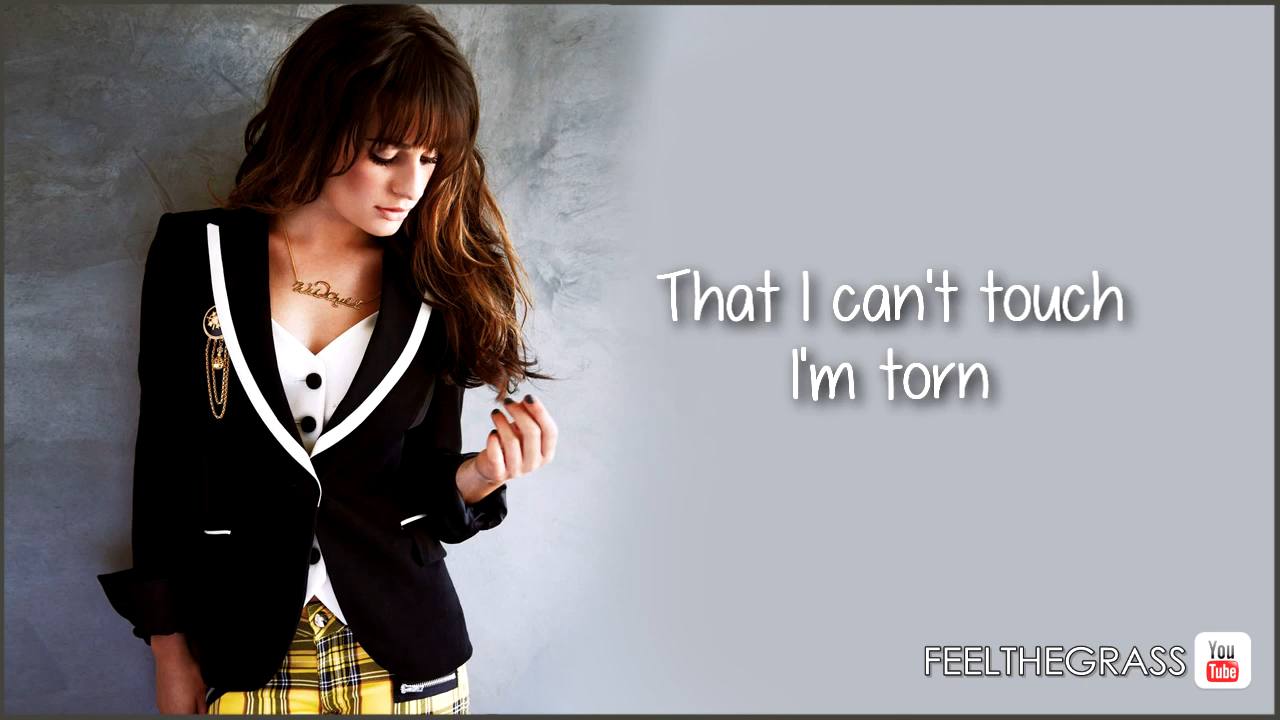 That I can't touch
I'm torn
FEELTHEGRASS
You
Tube